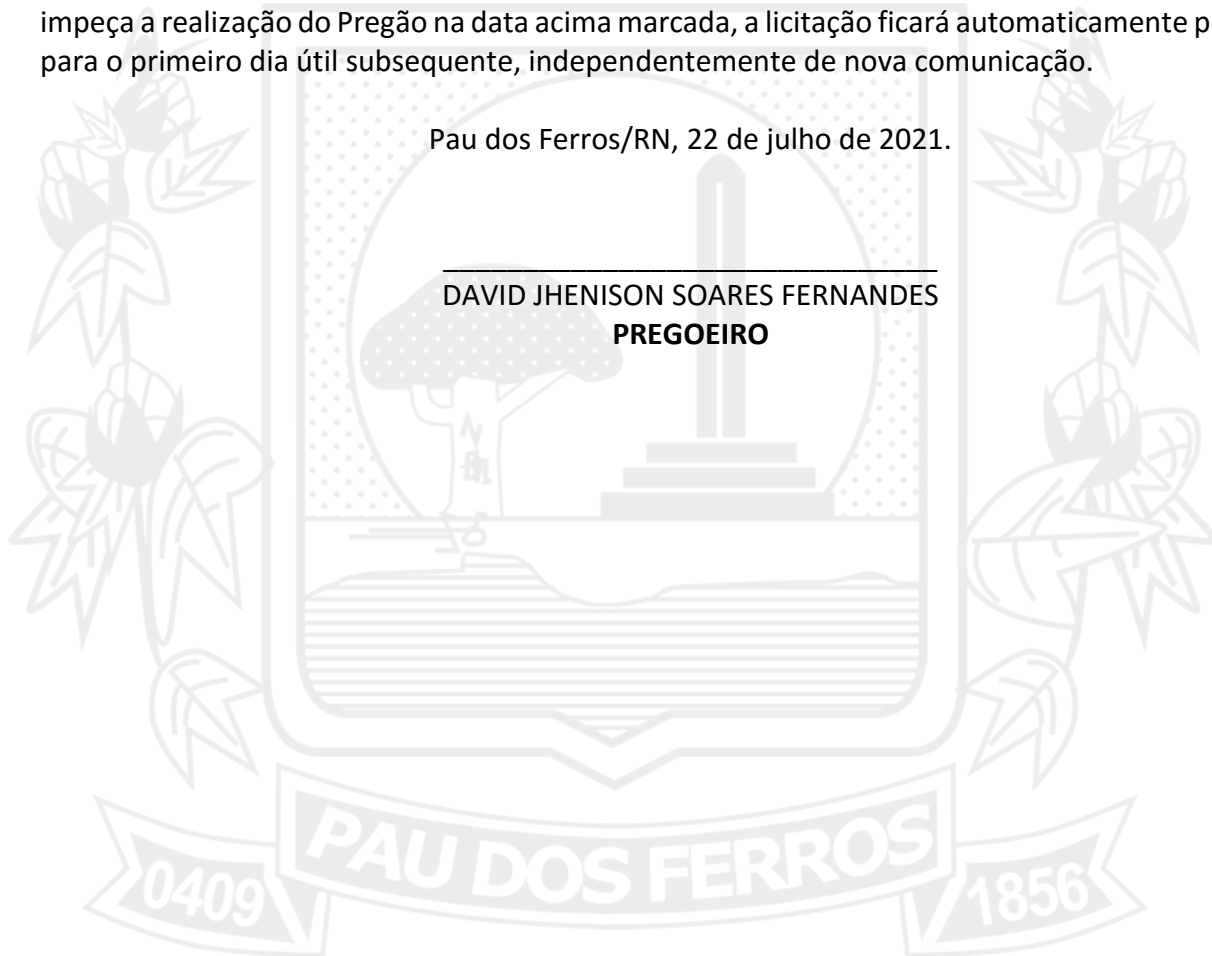 impeça a realização do Pregão na data acima marcada, a licitação ficará automaticamente p
para o primeiro dia útil subsequente, independentemente de nova comunicação.
Pau dos Ferros/RN, 22 de julho de 2021.
DAVID JHENISON SOARES FERNANDES
PREGOEIRO
PAU DOS FERROS
0409
1856